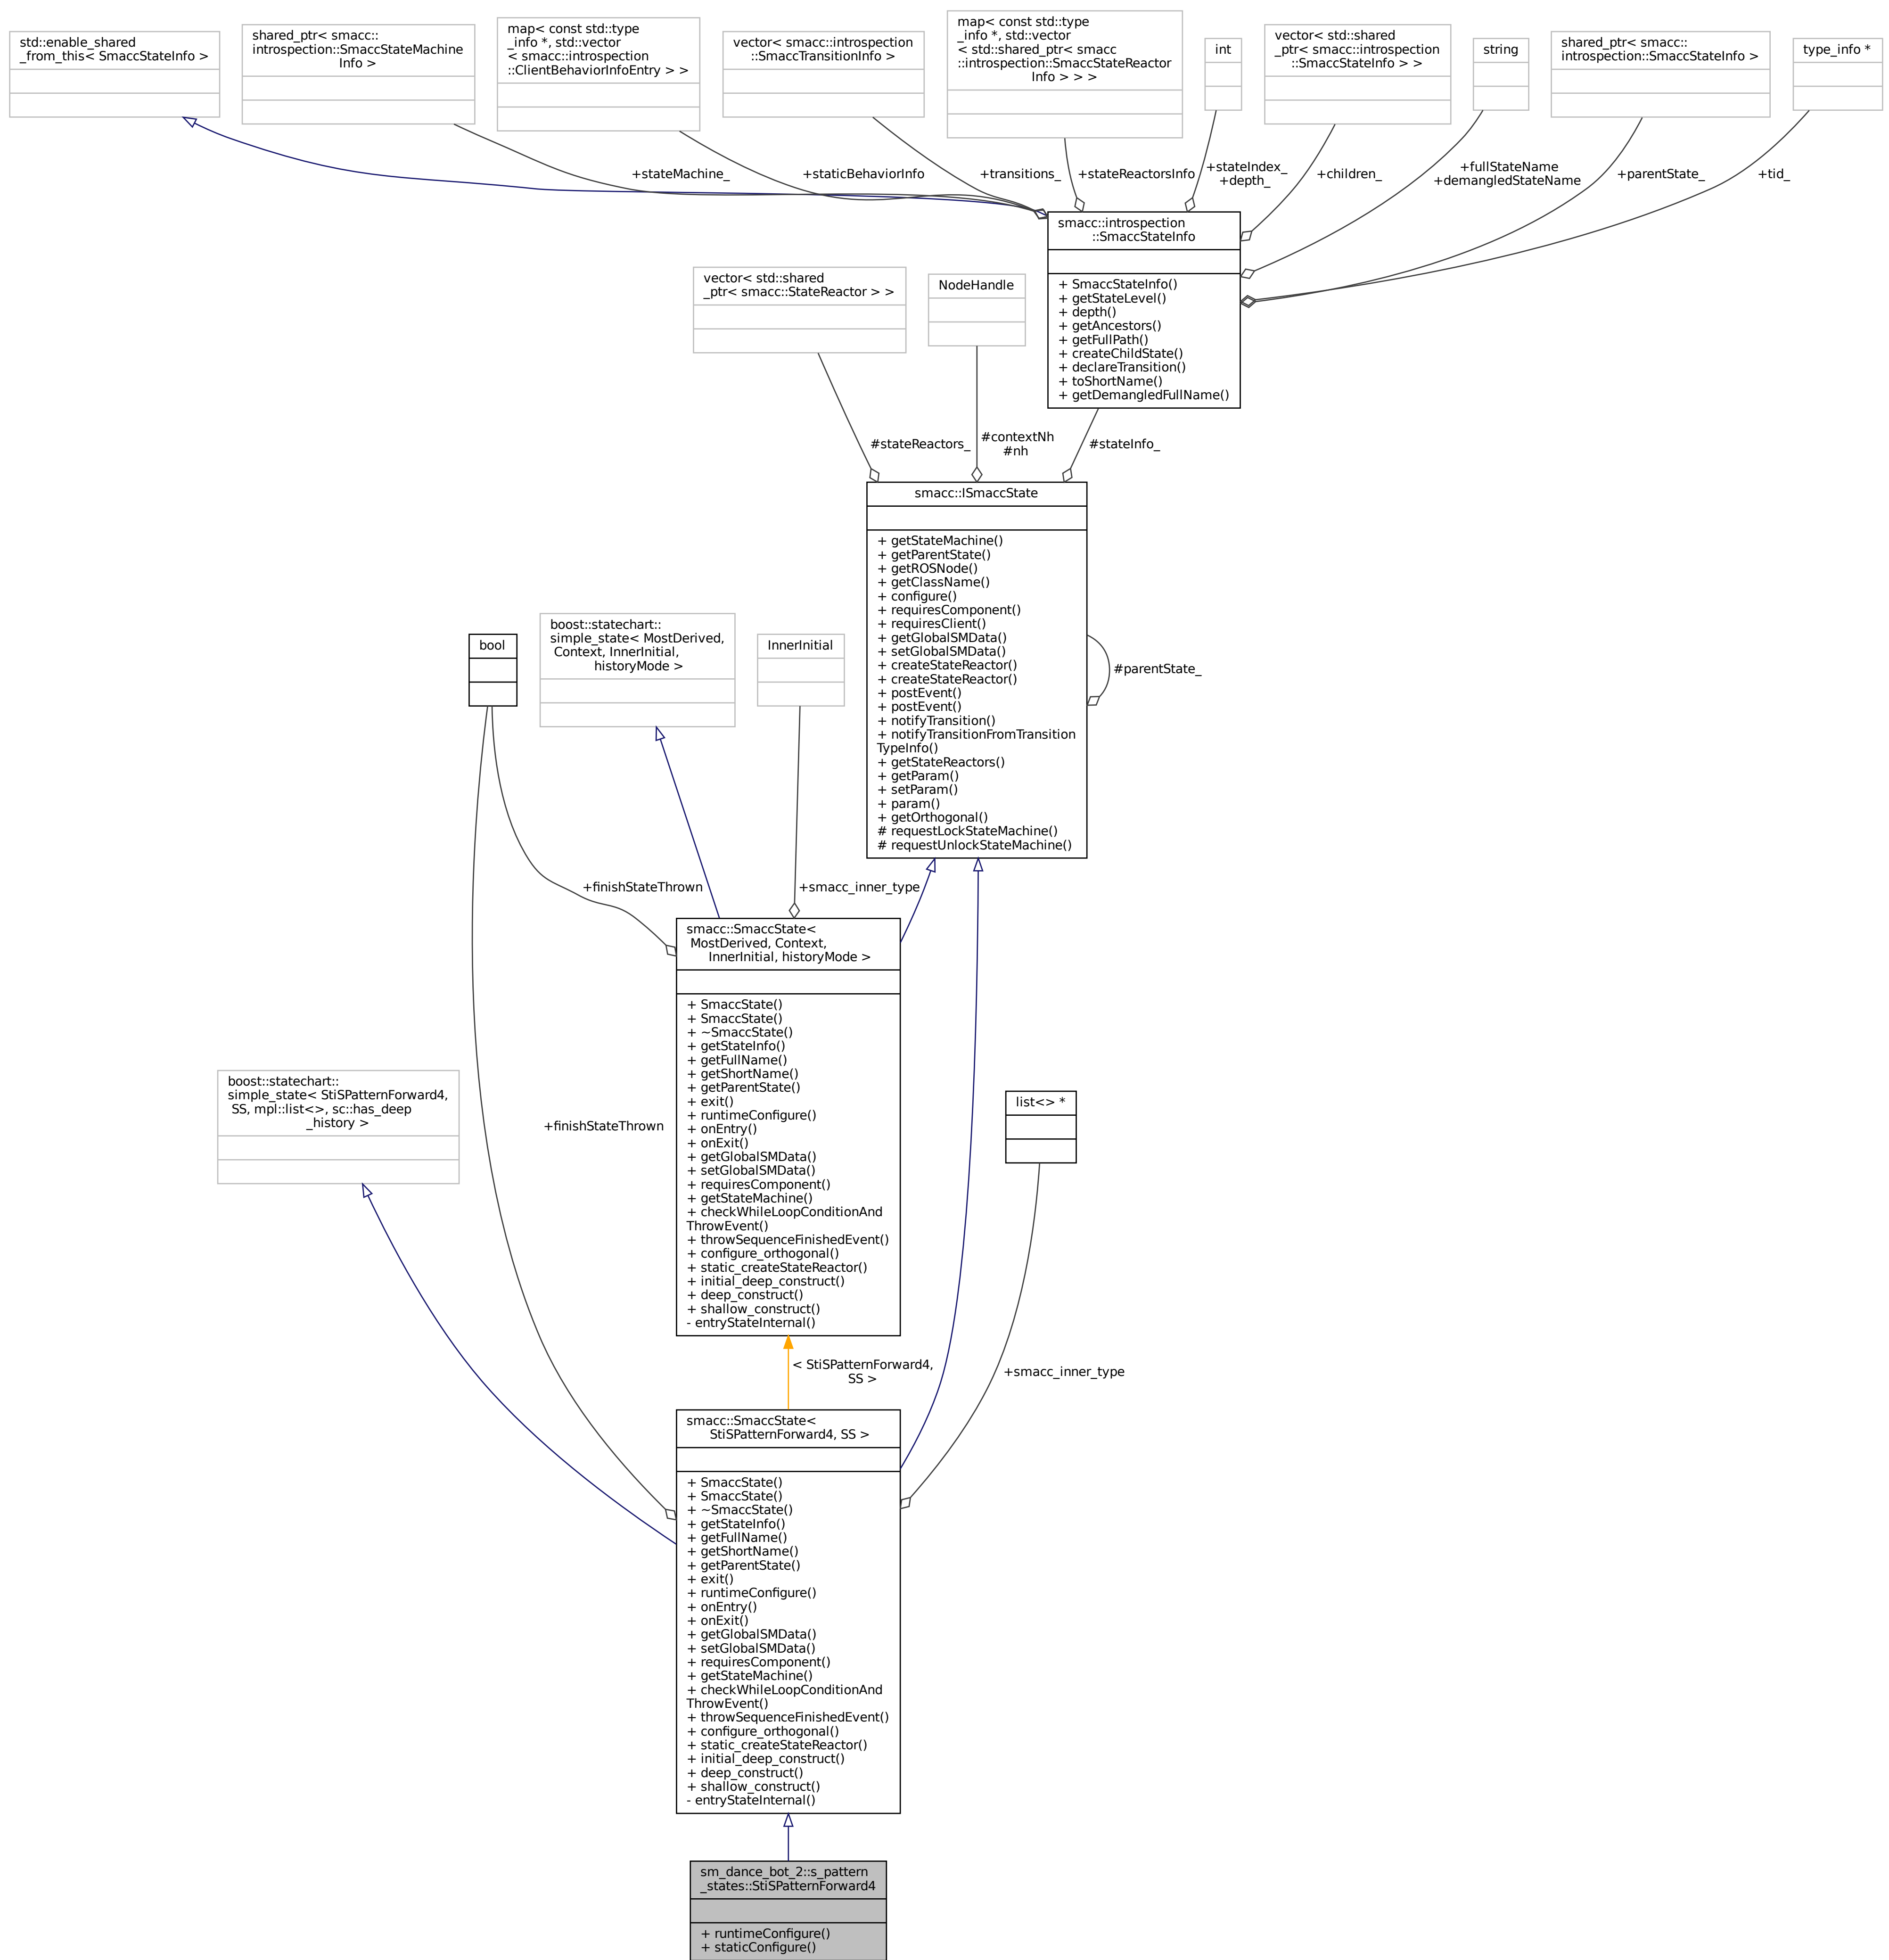 std::enable_shared
_from_this< SmaccStateInfo >
shared_ptr< smacc::
introspection::SmaccStateMachine
Info >
map< const std::type
_info *, std::vector
< smacc::introspection
::ClientBehaviorInfoEntry > >
vector< smacc::introspection
::SmaccTransitionInfo >
map< const std::type
_info *, std::vector
< std::shared_ptr< smacc
::introspection::SmaccStateReactor
Info > > >
int
vector< std::shared
_ptr< smacc::introspection
::SmaccStateInfo > >
string
shared_ptr< smacc::
introspection::SmaccStateInfo >
type_info *
+stateMachine_
+staticBehaviorInfo
+transitions_
+stateReactorsInfo
+stateIndex_
+depth_
+children_
+fullStateName
+demangledStateName
+parentState_
+tid_
smacc::introspection
::SmaccStateInfo
+ SmaccStateInfo()
+ getStateLevel()
+ depth()
+ getAncestors()
+ getFullPath()
+ createChildState()
+ declareTransition()
+ toShortName()
+ getDemangledFullName()
vector< std::shared
_ptr< smacc::StateReactor > >
NodeHandle
#stateReactors_
#contextNh
#nh
#stateInfo_
smacc::ISmaccState
+ getStateMachine()
+ getParentState()
+ getROSNode()
+ getClassName()
+ configure()
+ requiresComponent()
+ requiresClient()
+ getGlobalSMData()
+ setGlobalSMData()
+ createStateReactor()
+ createStateReactor()
+ postEvent()
+ postEvent()
+ notifyTransition()
+ notifyTransitionFromTransition
TypeInfo()
+ getStateReactors()
+ getParam()
+ setParam()
+ param()
+ getOrthogonal()
# requestLockStateMachine()
# requestUnlockStateMachine()
#parentState_
bool
boost::statechart::
simple_state< MostDerived,
Context, InnerInitial,
historyMode >
InnerInitial
+finishStateThrown
+smacc_inner_type
smacc::SmaccState<
MostDerived, Context,
InnerInitial, historyMode >
+ SmaccState()
+ SmaccState()
+ ~SmaccState()
+ getStateInfo()
+ getFullName()
+ getShortName()
+ getParentState()
+ exit()
+ runtimeConfigure()
+ onEntry()
+ onExit()
+ getGlobalSMData()
+ setGlobalSMData()
+ requiresComponent()
+ getStateMachine()
+ checkWhileLoopConditionAnd
ThrowEvent()
+ throwSequenceFinishedEvent()
+ configure_orthogonal()
+ static_createStateReactor()
+ initial_deep_construct()
+ deep_construct()
+ shallow_construct()
- entryStateInternal()
boost::statechart::
simple_state< StiSPatternForward4,
SS, mpl::list<>, sc::has_deep
_history >
+finishStateThrown
list<> *
< StiSPatternForward4,
SS >
+smacc_inner_type
smacc::SmaccState<
StiSPatternForward4, SS >
+ SmaccState()
+ SmaccState()
+ ~SmaccState()
+ getStateInfo()
+ getFullName()
+ getShortName()
+ getParentState()
+ exit()
+ runtimeConfigure()
+ onEntry()
+ onExit()
+ getGlobalSMData()
+ setGlobalSMData()
+ requiresComponent()
+ getStateMachine()
+ checkWhileLoopConditionAnd
ThrowEvent()
+ throwSequenceFinishedEvent()
+ configure_orthogonal()
+ static_createStateReactor()
+ initial_deep_construct()
+ deep_construct()
+ shallow_construct()
- entryStateInternal()
sm_dance_bot_2::s_pattern
_states::StiSPatternForward4
+ runtimeConfigure()
+ staticConfigure()